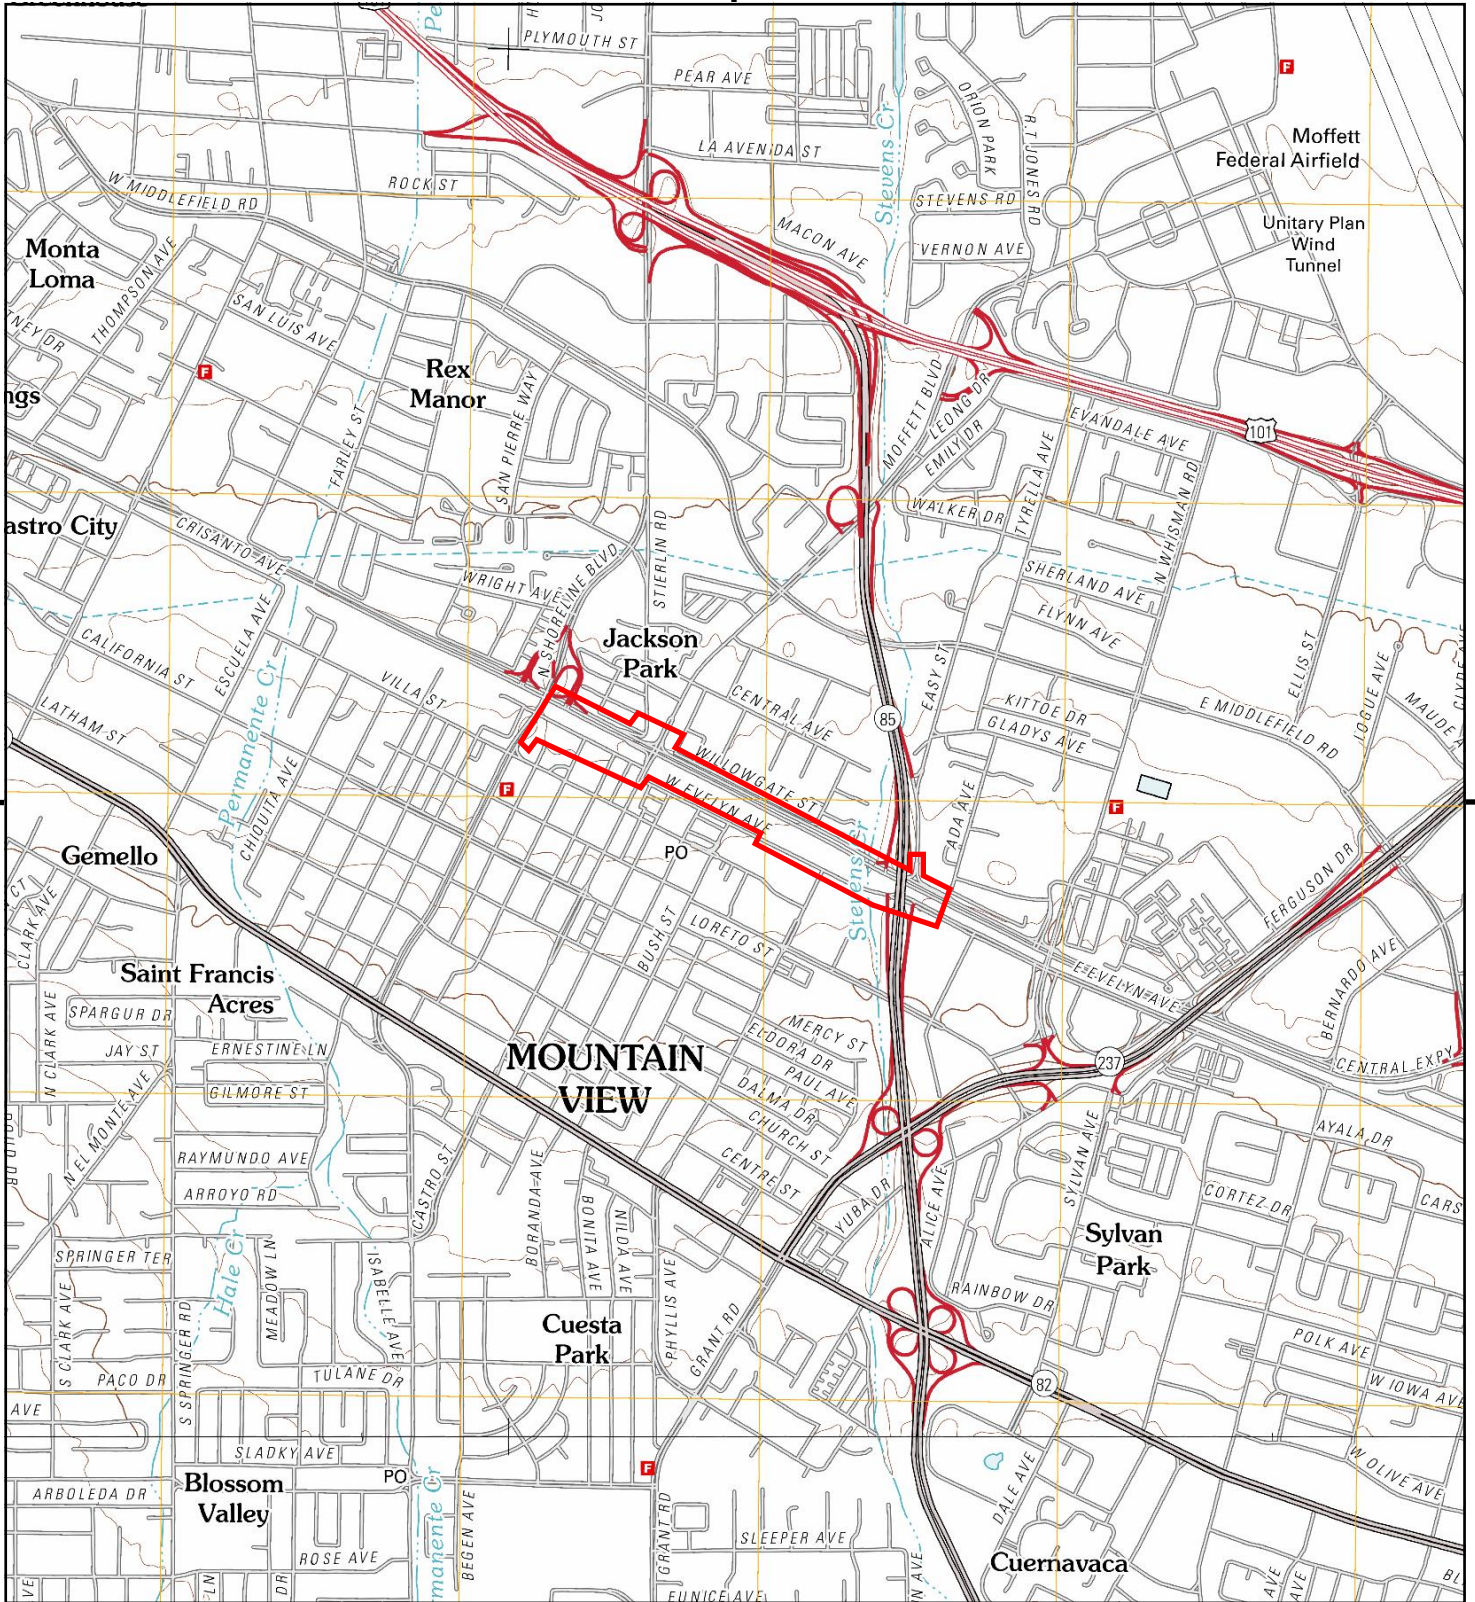 PLYMOUTH ST
PEAR AVE
LA AVENIDA ST
ORION PARK
R.T. JONES RD
Stevens Cr
F
Moffett
Federal Airfield
ROCK ST
W MIDDLEFIELD RD
STEVENS RD
MACON AVE
VERNON AVE
Unitary Plan
Wind
Tunnel
Monta
Loma
THOMPSON AVE
SAN LUIS AVE
F
Rex
Manor
SAN PIERRE WAY
FARLEY ST
MOFFETT BLVD
LEONG DR
EMILY DR
EVANDALE AVE
101
TYRELLA AVE
N WHISMAN RD
WALKER DR
CRISANTO AVE
WRIGHT AVE
N SHORELINE BLVD
STIERLIN RD
SHERLAND AVE
FLYNN AVE
Jackson
Park
CALIFORNIA ST
ESCUELA AVE
VILLA ST
LATHAM ST
Permanente Cr
CHIQUITA AVE
CENTRAL AVE
85
EASY ST
KITTOE DR
GLADYS AVE
E MIDDLEFIELD RD
ELLIS ST
LOGUE AVE
WILLOWGATE ST
W EVELYN AVE
F
PO
Stevens Cr
ADA AVE
F
FERGUSON DR
Gemello
CLARK AVE
BUSH ST
LORETO ST
E EVELYN AVE
BERNARDO AVE
Saint Francis
Acres
SPARGUR DR
N CLARK AVE
JAY ST
ERNESTINE LN
GILMORE ST
MOUNTAIN
VIEW
MERCY ST
ELDORA DR
PAUL AVE
DALMA DR
CHURCH ST
CENTRE ST
237
CENTRAL EXPY
N EL MONTE AVE
RAYMUNDO AVE
ARROYO RD
CASTRO ST
BORANDA AVE
BONITA AVE
NILDA AVE
YUBA DR
ALICE AVE
SYLVAN AVE
AYALA DR
CORTEZ DR
Sylvan
Park
SPRINGER TER
Hale Cr
MEADOW LN
ISABELLE AVE
S CLARK AVE
S SPRINGER RD
PACO DR
TULANE DR
Cuesta
Park
PHYLLIS AVE
GRANT RD
RAINBOW DR
82
POLK AVE
W IOWA AVE
AVE
SLADKY AVE
PO
F
W OLIVE AVE
DALE AVE
ARBOLEDA DR
Blossom
Valley
BEGEN AVE
GRANT RD
SLEEPER AVE
ROSE AVE
Cuernavaca
EUNICE AVE